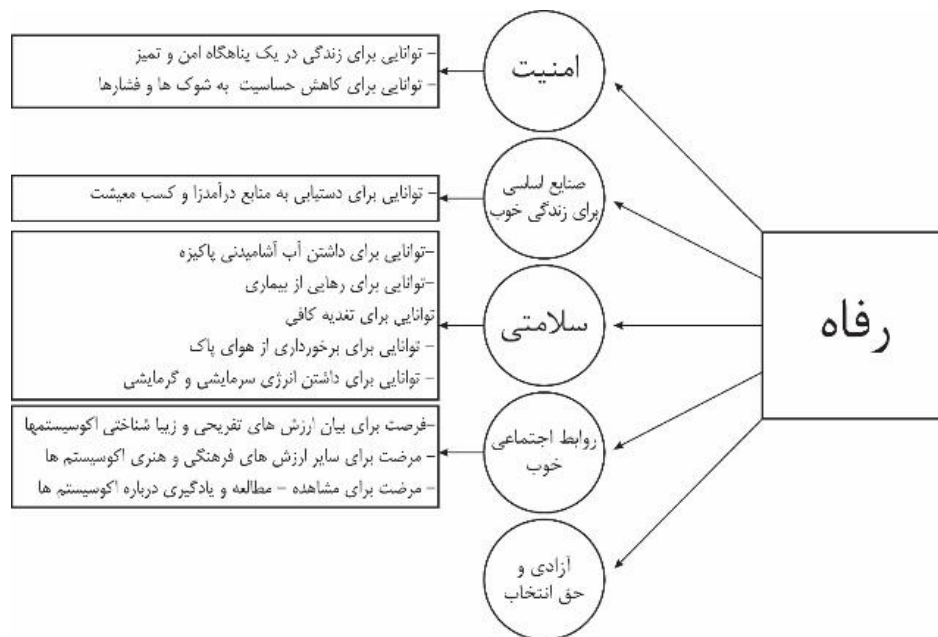 رفاه
امنیت
- توانایی برای زندگی در یک پناهگاه امن و تمیز
- توانایی برای کاهش حساسیت به شوک ها و فشارها
صنایع اساسی
برای زندگی خوب
- توانایی برای دستیابی به منابع درآمدزا و کسب معیشت
سلامتی
-توانایی برای داشتن آب آشامیدنی پاکیزه
-توانایی برای رهایی از بیماری
توانایی برای تغدیه کافی
- توانایی برای برخورداری از هوای پاک
- توانایی برای داشتن انرژی سرمایشی و گرمایشی
روابط اجتماعی
خوب
-فرصت برای بیان ارزش های تفریحی و زیبا شناختی اکوسیستمها
- مرضت برای سایر ارزش های فرهنگی و هنری اکوسیستم ها
- مرضت برای مشاهده - مطالعه و یادگیری درباره اکوسیستم ها
آزادی و
حق انتخاب